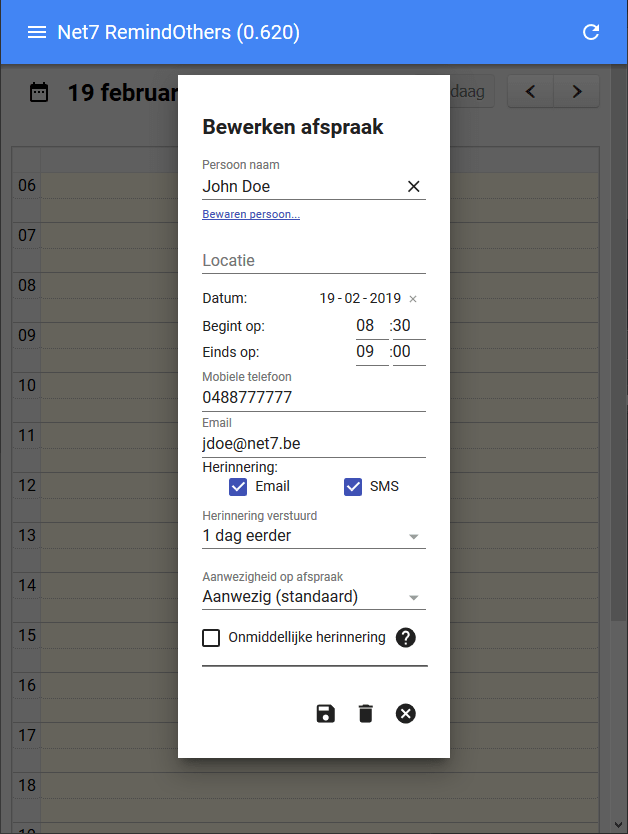 Net7 RemindOthers (0.620)
19 februar
daag
Bewerken afspraak
Persoon naam
John Doe
Bewaren persoon...
Locatie
Datum: 19-02-2019 ×
Begint op: 08 :30
Einds op: 09 :00
Mobiele telefoon
0488777777
Email
jdoe@net7.be
Herinnering:
Email SMS
Herinnering verstuurd
1 dag eerder
Aanwezigheid op afspraak
Aanwezig (standaard)
Onmiddellijke herinnering ?
06
07
08
09
10
11
12
13
14
15
16
17
18
19